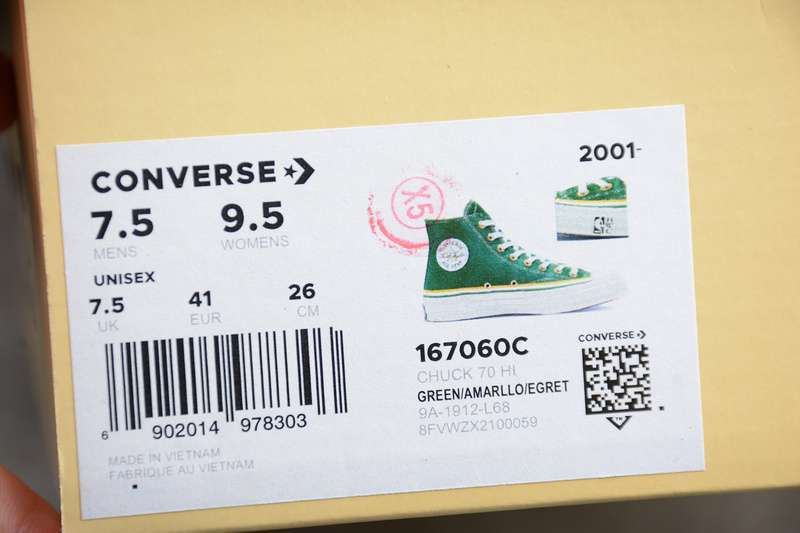 CONVERSE
2001-
7.5 9.5
MENS WOMENS
UNISEX
7.5 41 26
UK EUR CM
X5
6 902014 978303
MADE IN VIETNAM
FABRIQUE AU VIETNAM
167060C
CHUCK 70 HI
GREEN/AMARLLO/EGRET
9A-1912-L68
8FVWZX2100059
CONVERSE